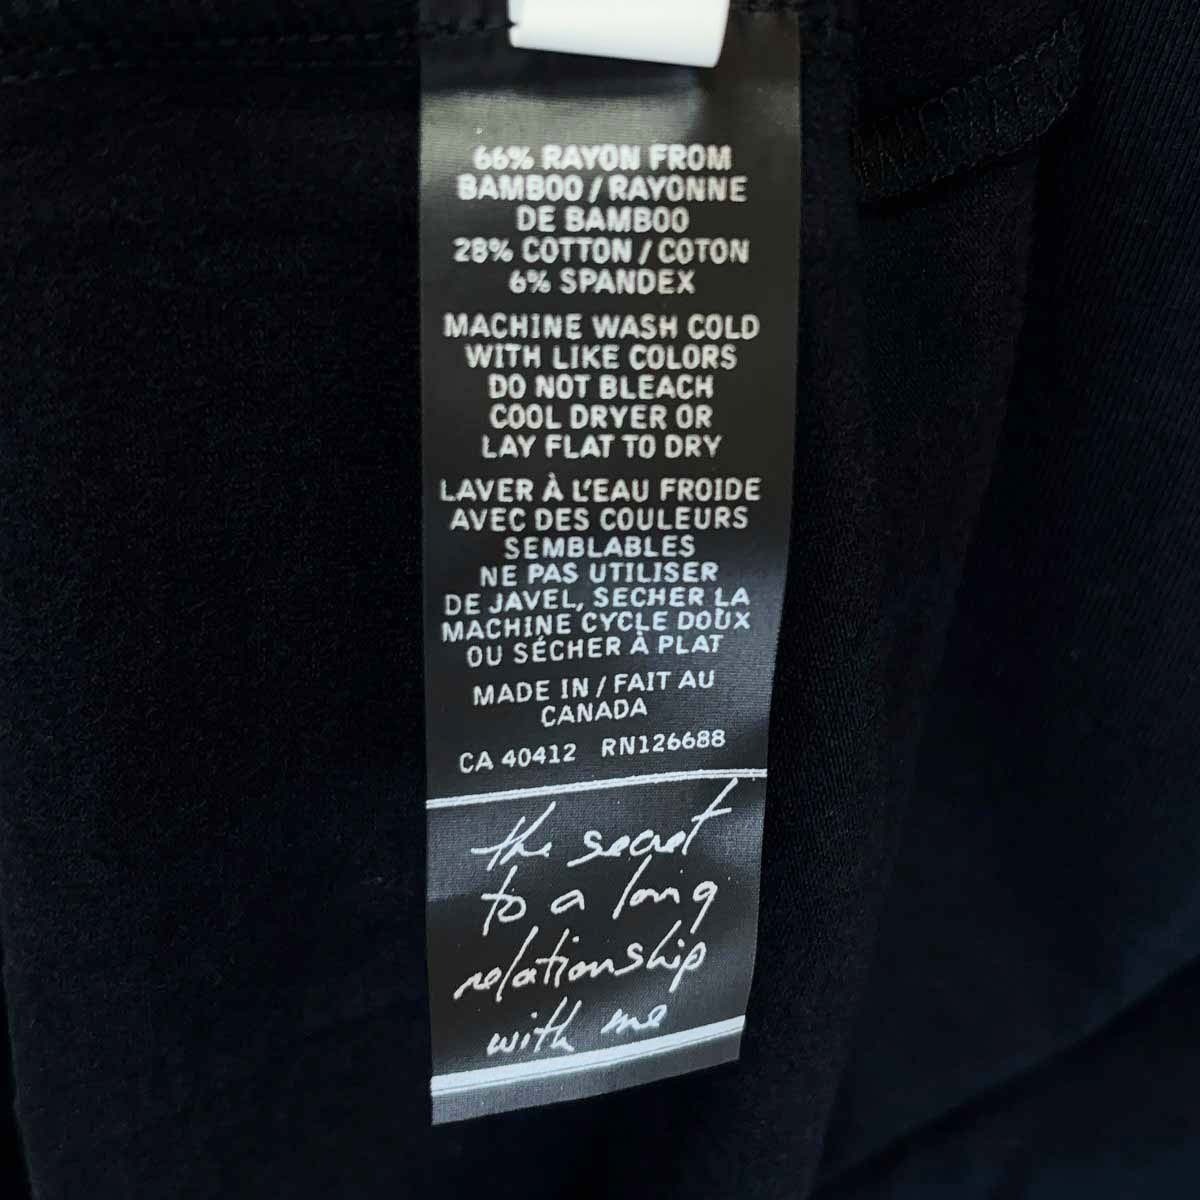 66% RAYON FROM
BAMBOO / RAYONNE
DE BAMBOO
28% COTTON / COTON
6% SPANDEX
MACHINE WASH COLD
WITH LIKE COLORS
DO NOT BLEACH
COOL DRYER OR
LAY FLAT TO DRY
LAVER À L'EAU FROIDE
AVEC DES COULEURS
SEMBLABLES
NE PAS UTILISER
DE JAVEL, SECHER LA
MACHINE CYCLE DOUX
OU SÉCHER À PLAT
MADE IN / FAIT AU
CANADA
CA 40412 RN126688
the secret
to a long
relationship
with me